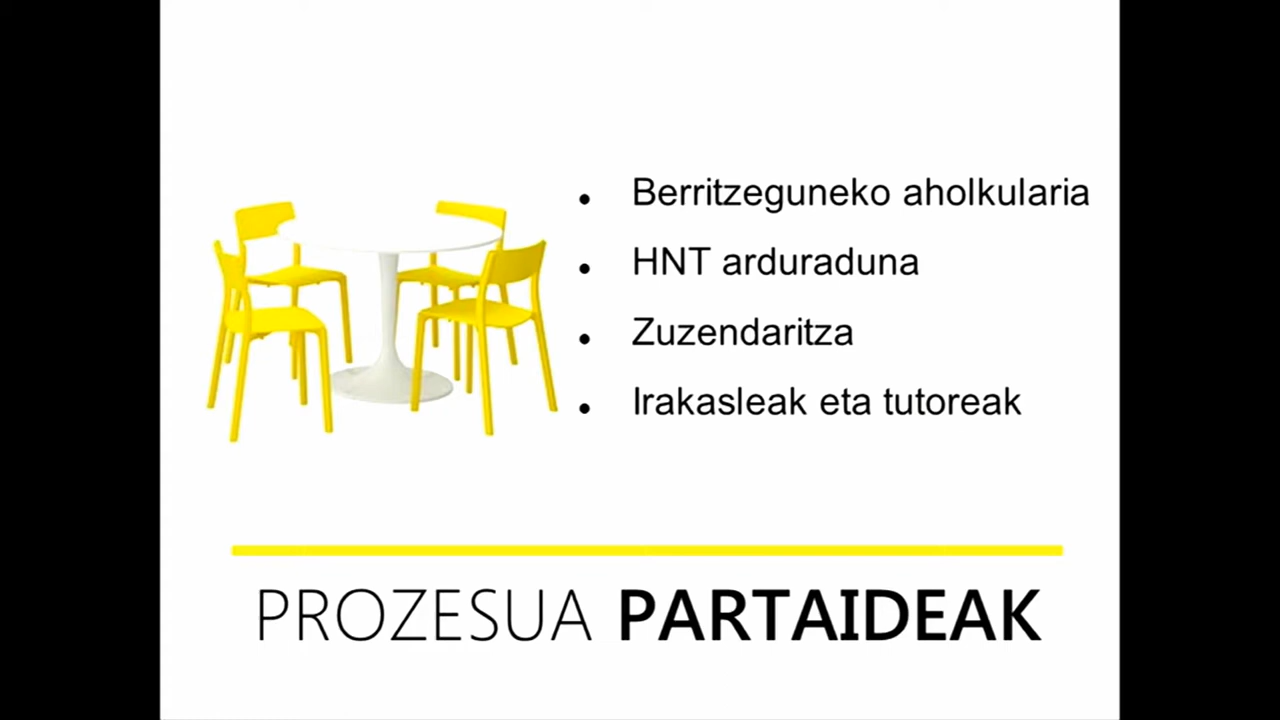 Berritzeguneko aholkularia
HNT arduraduna
Zuzendaritza
Irakasleak eta tutoreak
PROZESUA PARTAIDEAK